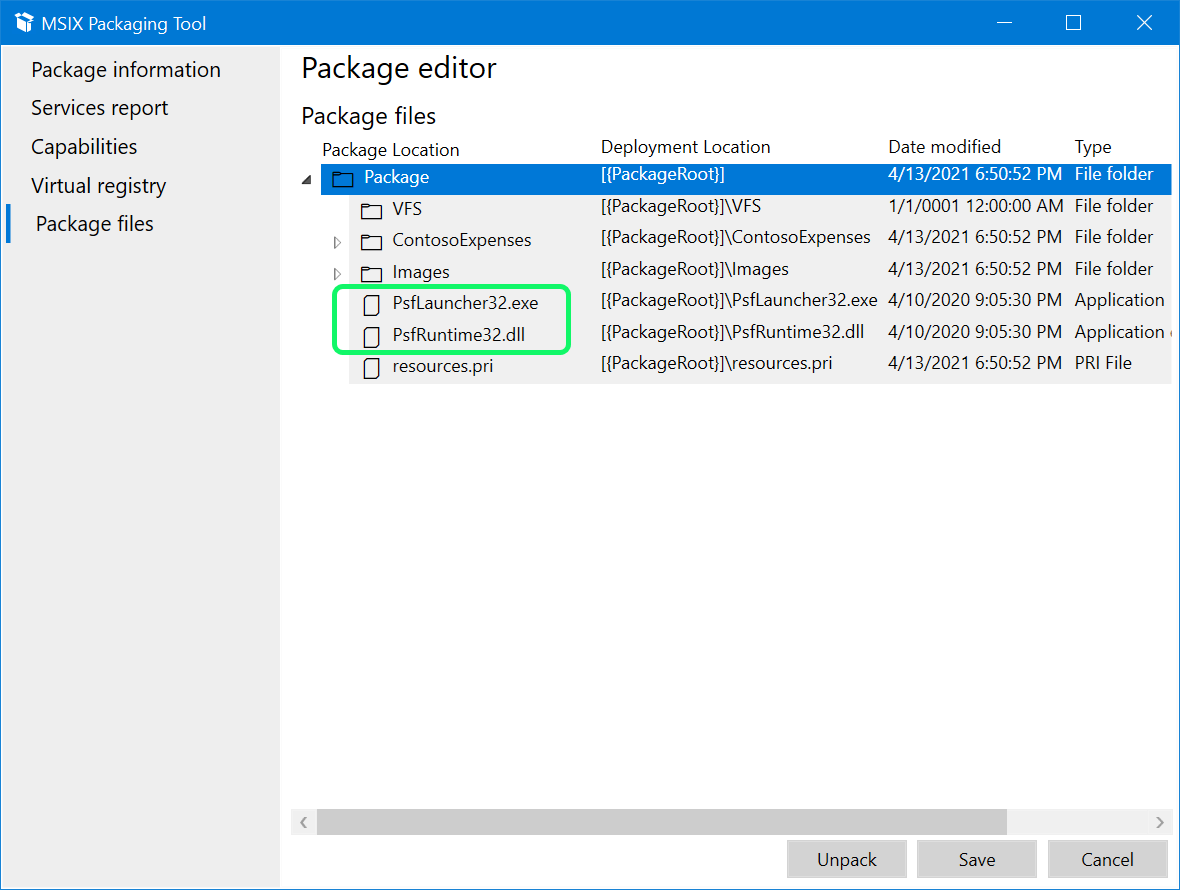 MSIX Packaging Tool
Package information
Services report
Capabilities
Virtual registry
Package files
Package editor
Package files
Package Location Deployment Location Date modified Type
Package [{PackageRoot}] 4/13/2021 6:50:52 PM File folder
VFS [{PackageRoot}]\VFS 1/1/0001 12:00:00 AM File folder
ContosoExpenses [{PackageRoot}]\ContosoExpenses 4/13/2021 6:50:52 PM File folder
Images [{PackageRoot}]\Images 4/13/2021 6:50:52 PM File folder
PsfLauncher32.exe [{PackageRoot}]\PsfLauncher32.exe 4/10/2020 9:05:30 PM Application
PsfRuntime32.dll [{PackageRoot}]\PsfRuntime32.dll 4/10/2020 9:05:30 PM Application
resources.pri [{PackageRoot}]\resources.pri 4/13/2021 6:50:52 PM PRI File
Unpack Save Cancel